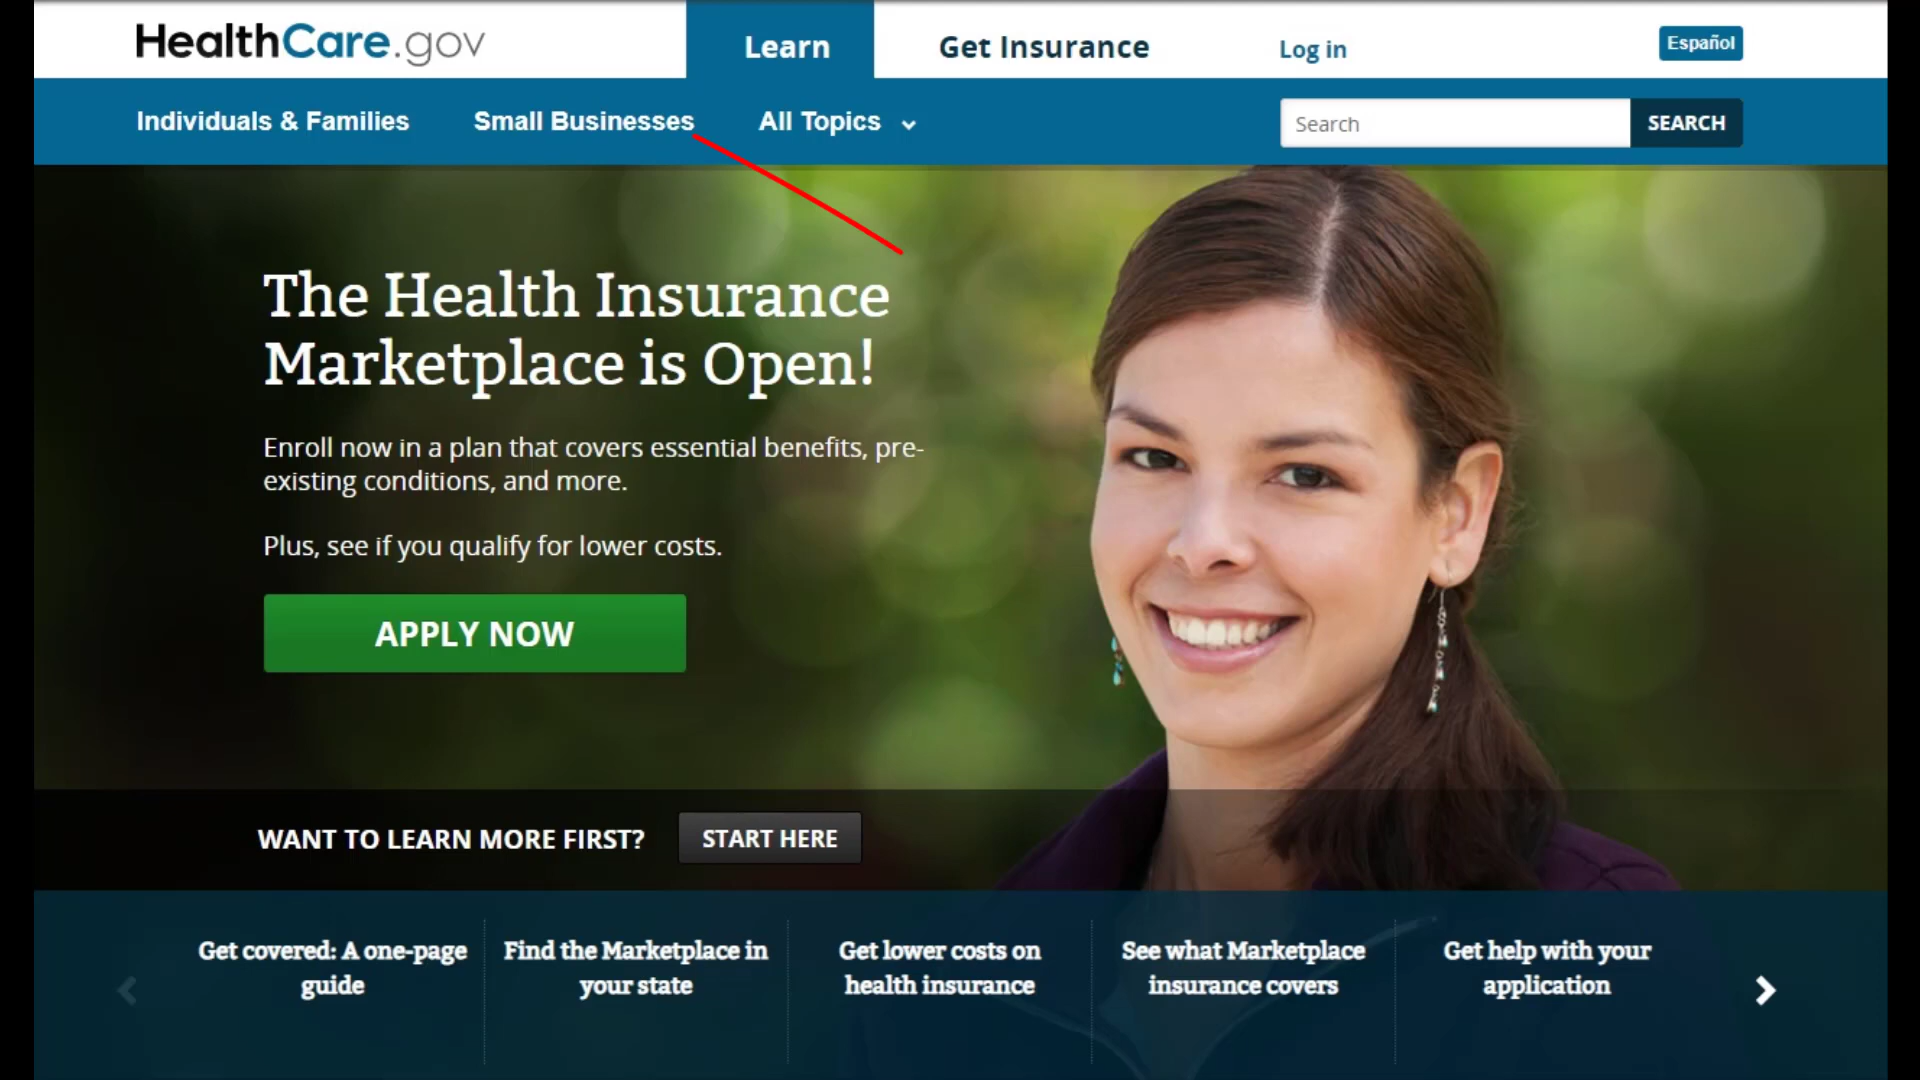 HealthCare.gov
Learn
Get Insurance
Log in
Español
Individuals & Families
Small Businesses
All Topics
Search
SEARCH
The Health Insurance
Marketplace is Open!
Enroll now in a plan that covers essential benefits, pre-
existing conditions, and more.
Plus, see if you qualify for lower costs.
APPLY NOW
WANT TO LEARN MORE FIRST?
START HERE
Get covered: A one-page
guide
Find the Marketplace in
your state
Get lower costs on
health insurance
See what Marketplace
insurance covers
Get help with your
application